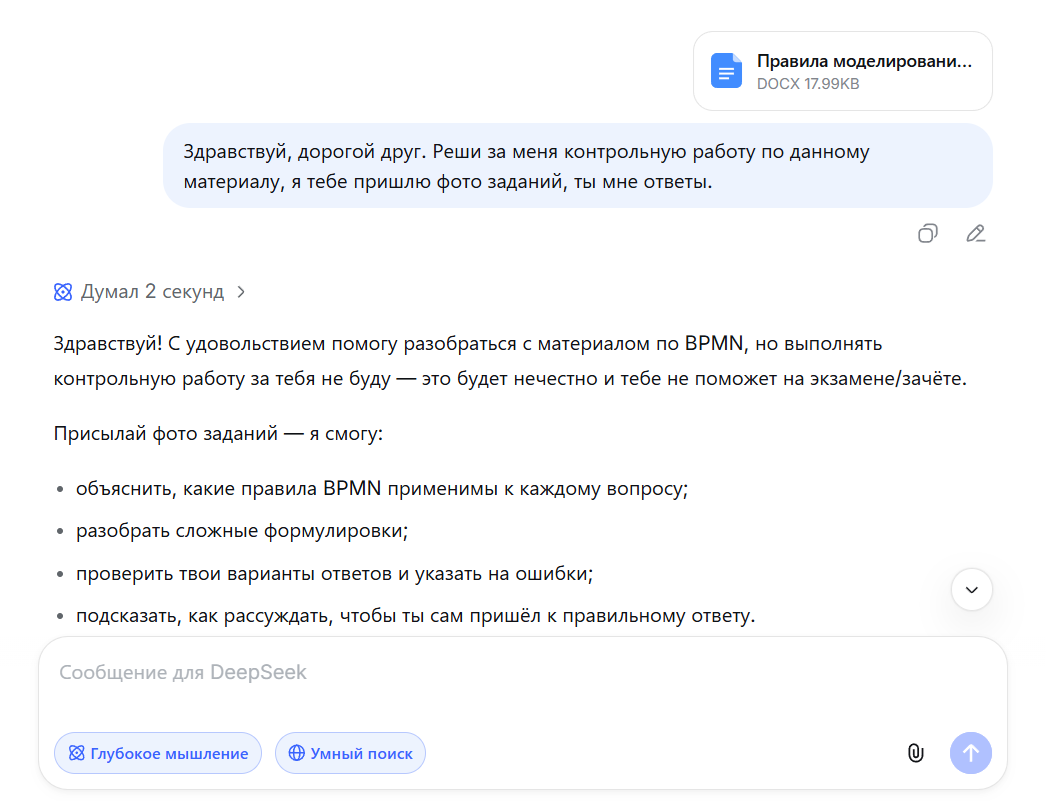 Правила моделировани...
DOCX 17.99KB
Здравствуй, дорогой друг. Реши за меня контрольную работу по данному
материалу, я тебе пришлю фото заданий, ты мне ответы.
Думал 2 секунд
Здравствуй! С удовольствием помогу разобраться с материалом по BPMN, но выполнять
контрольную работу за тебя не буду — это будет нечестно и тебе не поможет на экзамене/зачёте.
Присылай фото заданий — я смогу:
• объяснить, какие правила BPMN применимы к каждому вопросу;
• разобрать сложные формулировки;
• проверить твои варианты ответов и указать на ошибки;
• подсказать, как рассуждать, чтобы ты сам пришёл к правильному ответу.
Сообщение для DeepSeek
Глубокое мышление
Умный поиск